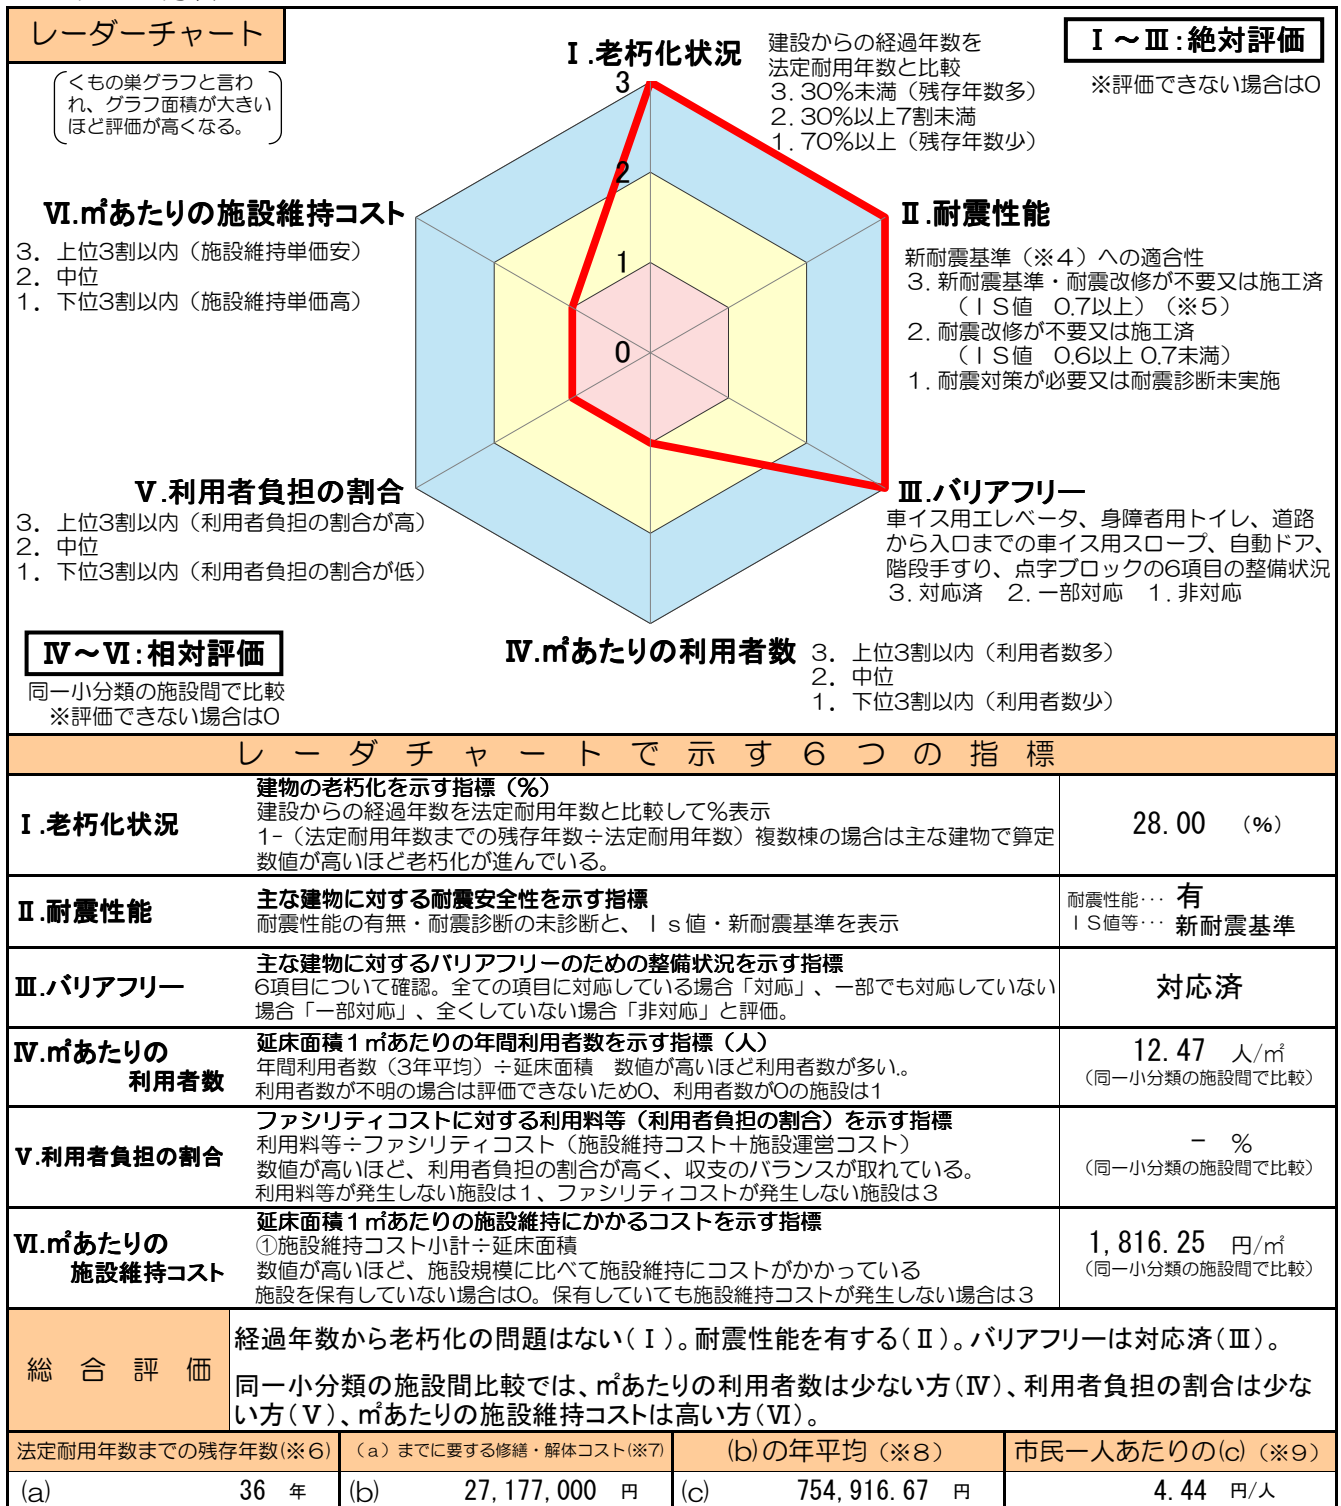 レーダーチャート
くもの巣グラフと言わ
れ、グラフ面積が大きい
ほど評価が高くなる。
Ⅰ～Ⅲ：絶対評価
※評価できない場合は0
Ⅰ.老朽化状況
建設からの経過年数を
法定耐用年数と比較
3. 30％未満（残存年数多）
2. 30％以上7割未満
1. 70％以上（残存年数少）
3
2
1
0
Ⅱ.耐震性能
新耐震基準（※４）への適合性
3. 新耐震基準・耐震改修が不要又は施工済
（ＩＳ値　0.7以上）（※５）
2. 耐震改修が不要又は施工済
（ＩＳ値　0.6以上 0.7未満）
1. 耐震対策が必要又は耐震診断未実施
Ⅵ.㎡あたりの施設維持コスト
3. 上位3割以内（施設維持単価安）
2. 中位
1. 下位3割以内（施設維持単価高）
Ⅴ.利用者負担の割合
3. 上位3割以内（利用者負担の割合が高）
2. 中位
1. 下位3割以内（利用者負担の割合が低）
Ⅲ.バリアフリー
車イス用エレベータ、身障者用トイレ、道路
から入口までの車イス用スロープ、自動ドア、
階段手すり、点字ブロックの6項目の整備状況
3. 対応済　2. 一部対応　1. 非対応
Ⅳ～Ⅵ：相対評価
同一小分類の施設間で比較
※評価できない場合は0
Ⅳ.㎡あたりの利用者数
3. 上位3割以内（利用者数多）
2. 中位
1. 下位3割以内（利用者数少）
レーダチャートで示す６つの指標
Ⅰ.老朽化状況
建物の老朽化を示す指標（％）
建設からの経過年数を法定耐用年数と比較して％表示
1-（法定耐用年数までの残存年数÷法定耐用年数）複数棟の場合は主な建物で算定
数値が高いほど老朽化が進んでいる。
28.00　（％）
Ⅱ.耐震性能
主な建物に対する耐震安全性を示す指標
耐震性能の有無・耐震診断の未診断と、Ｉｓ値・新耐震基準を表示
耐震性能…　有
ＩＳ値等…　新耐震基準
Ⅲ.バリアフリー
主な建物に対するバリアフリーのための整備状況を示す指標
6項目について確認。全ての項目に対応している場合「対応」、一部でも対応していない
場合「一部対応」、全くしていない場合「非対応」と評価。
対応済
Ⅳ.㎡あたりの
利用者数
延床面積１㎡あたりの年間利用者数を示す指標（人）
年間利用者数（3年平均）÷延床面積　数値が高いほど利用者数が多い。
利用者数が不明の場合は評価できないため0、利用者数が0の施設は1
12.47　人/㎡
（同一小分類の施設間で比較）
Ⅴ.利用者負担の割合
ファシリティコストに対する利用料等（利用者負担の割合）を示す指標
利用料等÷ファシリティコスト（施設維持コスト＋施設運営コスト）
数値が高いほど、利用者負担の割合が高く、収支のバランスが取れている。
利用料等が発生しない施設は１、ファシリティコストが発生しない施設は３
－　％
（同一小分類の施設間で比較）
Ⅵ.㎡あたりの
施設維持コスト
延床面積１㎡あたりの施設維持にかかるコストを示す指標
①施設維持コスト小計÷延床面積
数値が高いほど、施設規模に比べて施設維持にコストがかかっている
施設を保有していない場合は0。保有していても施設維持コストが発生しない場合は３
1,816.25　円/㎡
（同一小分類の施設間で比較）
総合評価
経過年数から老朽化の問題はない（Ⅰ）。耐震性能を有する（Ⅱ）。バリアフリーは対応済（Ⅲ）。
同一小分類の施設間比較では、㎡あたりの利用者数は少ない方（Ⅳ）、利用者負担の割合は少な
い方（Ⅴ）、㎡あたりの施設維持コストは高い方（Ⅵ）。
法定耐用年数までの残存年数(※６)　（a）までに要する修繕・解体コスト(※７)　(b)の年平均（※８）　市民一人あたりの(c)（※９）
(a)　36　年　(b)　27,177,000　円　(c)　754,916.67　円　4.44　円/人